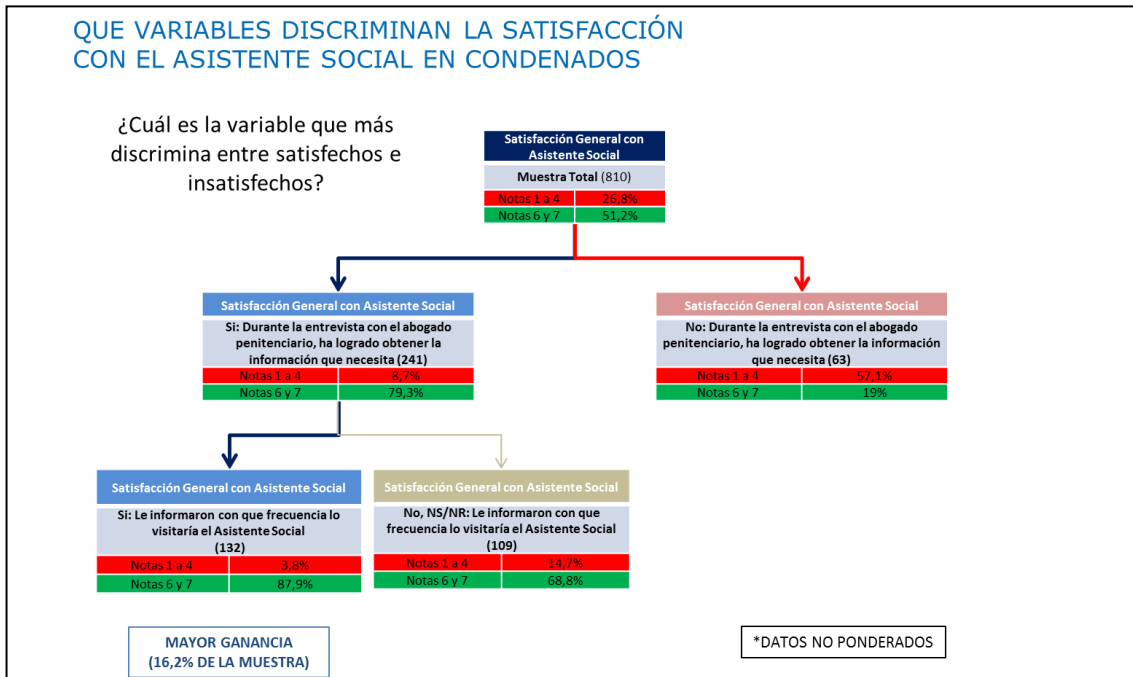 QUE VARIABLES DISCRIMINAN LA SATISFACCIÓN
CON EL ASISTENTE SOCIAL EN CONDENADOS
¿Cuál es la variable que más
discrimina entre satisfechos e
insatisfechos?
Satisfacción General con
Asistente Social
Muestra Total (810)
Notas 1 a 4 26,8%
Notas 6 y 7 51,2%
Satisfacción General con Asistente Social
Si: Durante la entrevista con el abogado
penitenciario, ha logrado obtener la
información que necesita (241)
Notas 1 a 4 8,7%
Notas 6 y 7 79,3%
Satisfacción General con Asistente Social
No: Durante la entrevista con el abogado
penitenciario, ha logrado obtener la información
que necesita (63)
Notas 1 a 4 57,1%
Notas 6 y 7 19%
Satisfacción General con Asistente Social
Si: Le informaron con que frecuencia lo
visitaría el Asistente Social
(132)
Notas 1 a 4 3,8%
Notas 6 y 7 87,9%
Satisfacción General con Asistente Social
No, NS/NR: Le informaron con que
frecuencia lo visitaría el Asistente Social
(109)
Notas 1 a 4 14,7%
Notas 6 y 7 68,8%
MAYOR GANANCIA
(16,2% DE LA MUESTRA)
*DATOS NO PONDERADOS